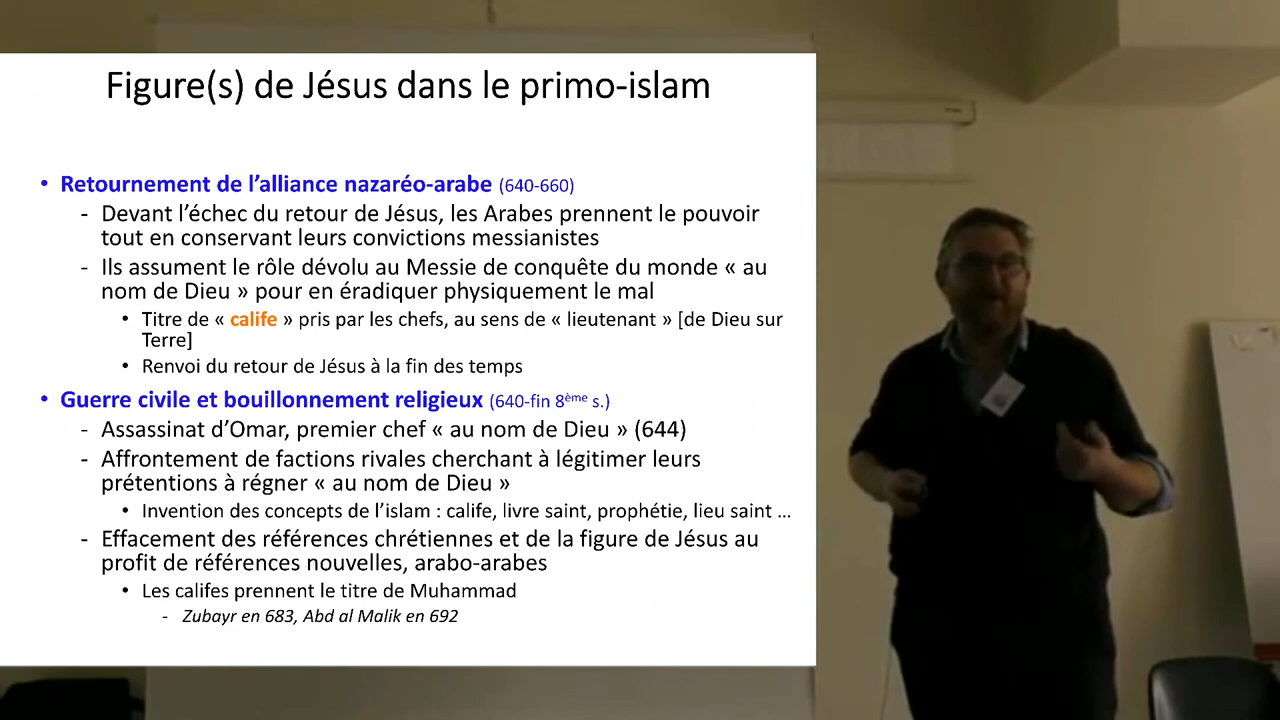 Figure(s) de Jésus dans le primo-islam
• Retournement de l’alliance nazaréo-arabe (640-660)
- Devant l’échec du retour de Jésus, les Arabes prennent le pouvoir
tout en conservant leurs convictions messianistes
- Ils assument le rôle dévolu au Messie de conquête du monde « au
nom de Dieu » pour en éradiquer physiquement le mal
• Titre de « calife » pris par les chefs, au sens de « lieutenant » [de Dieu sur
Terre]
• Renvoi du retour de Jésus à la fin des temps
• Guerre civile et bouillonnement religieux (640-fin 8ème s.)
- Assassinat d’Omar, premier chef « au nom de Dieu » (644)
- Affrontement de factions rivales cherchant à légitimer leurs
prétentions à régner « au nom de Dieu »
• Invention des concepts de l’islam : calife, livre saint, prophétie, lieu saint ...
- Effacement des références chrétiennes et de la figure de Jésus au
profit de références nouvelles, arabo-arabes
• Les califes prennent le titre de Muhammad
- Zubayr en 683, Abd al Malik en 692